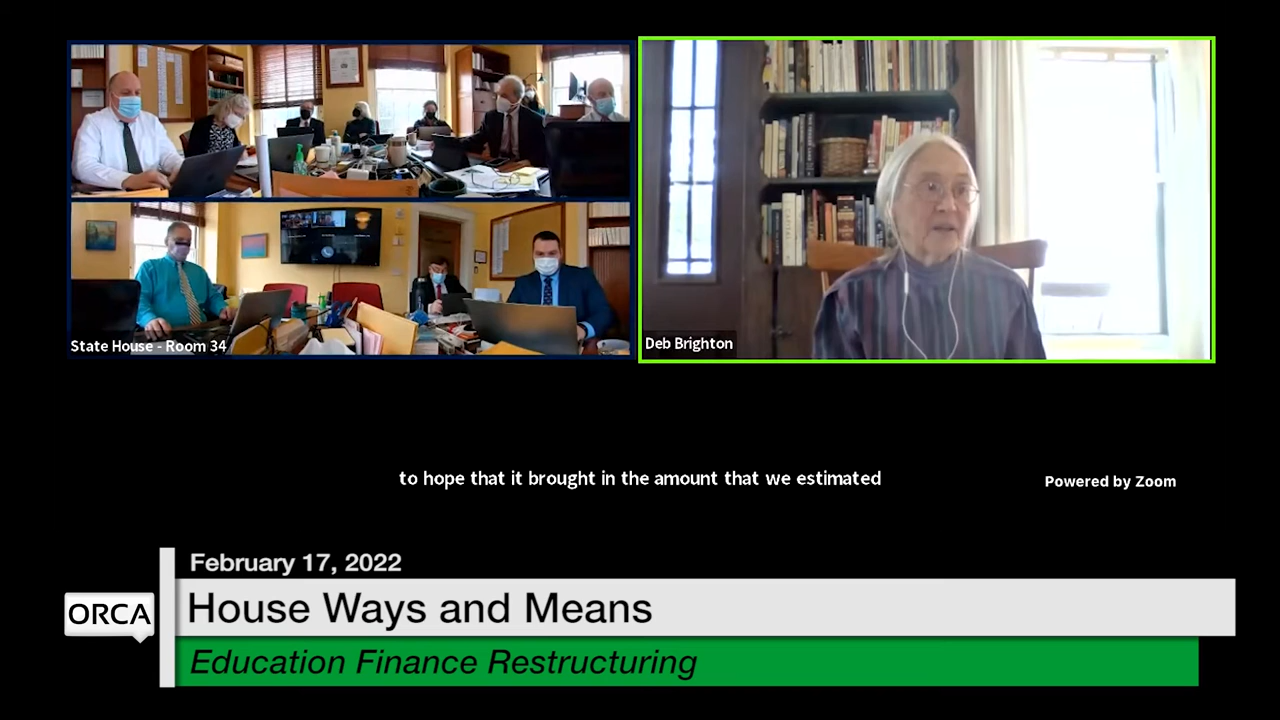 State House - Room 34
Deb Brighton
to hope that it brought in the amount that we estimated
Powered by Zoom
February 17, 2022
ORCA
House Ways and Means
Education Finance Restructuring